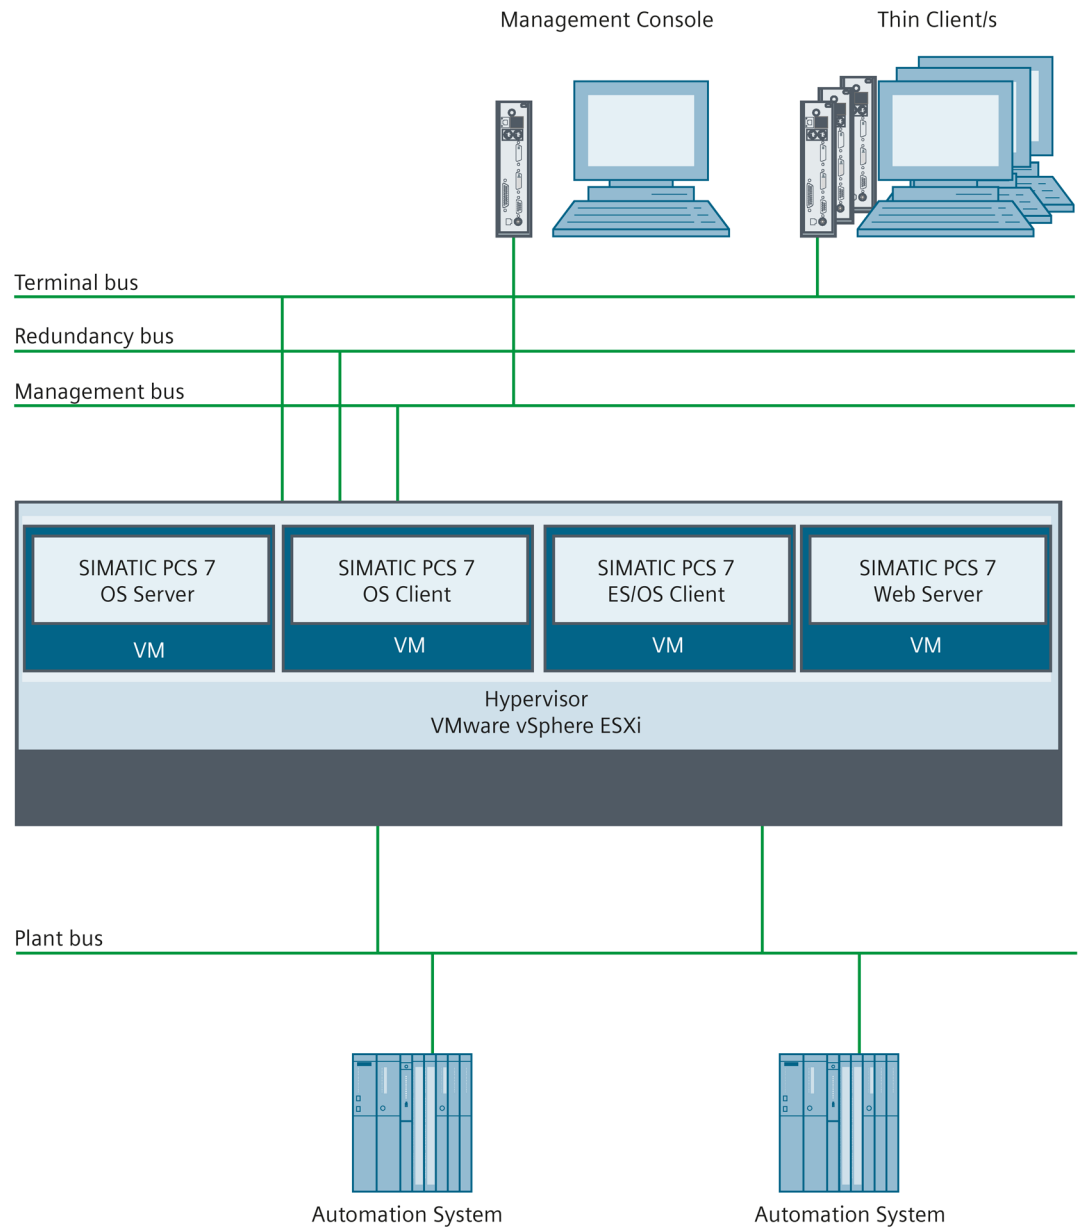 Management Console
Thin Client/s
Terminal bus
Redundancy bus
Management bus
SIMATIC PCS 7
OS Server
VM
SIMATIC PCS 7
OS Client
VM
SIMATIC PCS 7
ES/OS Client
VM
SIMATIC PCS 7
Web Server
VM
Hypervisor
VMware vSphere ESXi
Plant bus
Automation System
Automation System